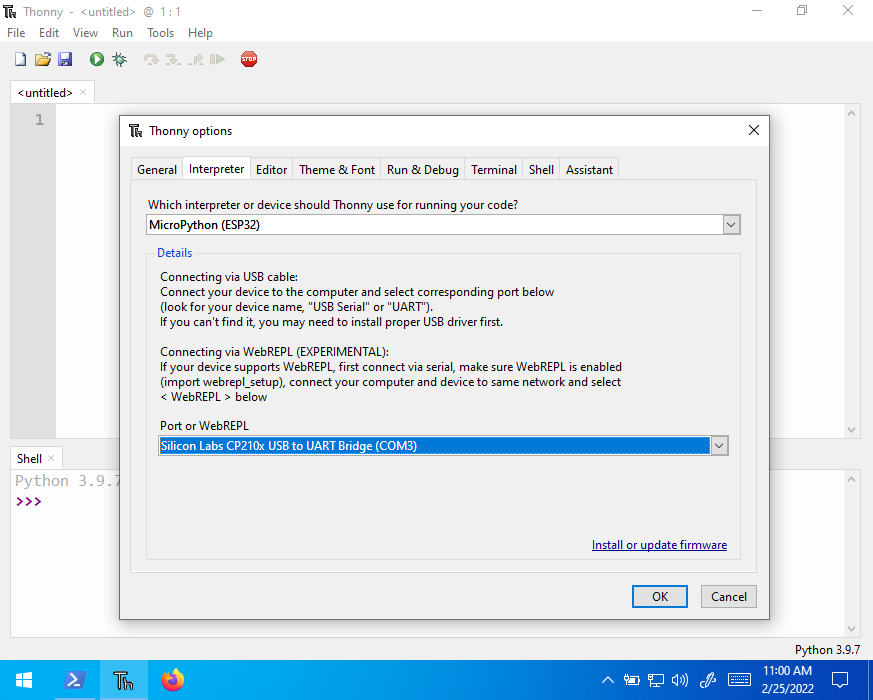 Thonny - <untitled> @ 1 : 1
File Edit View Run Tools Help
STOP
<untitled> ×
1
Thonny options
General Interpreter Editor Theme & Font Run & Debug Terminal Shell Assistant
Which interpreter or device should Thonny use for running your code?
MicroPython (ESP32)
Details
Connecting via USB cable:
Connect your device to the computer and select corresponding port below
(look for your device name, "USB Serial" or "UART").
If you can't find it, you may need to install proper USB driver first.
Connecting via WebREPL (EXPERIMENTAL):
If your device supports WebREPL, first connect via serial, make sure WebREPL is enabled
(import webrepl_setup), connect your computer and device to same network and select
< WebREPL > below
Port or WebREPL
Silicon Labs CP210x USB to UART Bridge (COM3)
Install or update firmware
OK Cancel
Shell ×
Python 3.9.7
>>>
Python 3.9.7
11:00 AM
2/25/2022